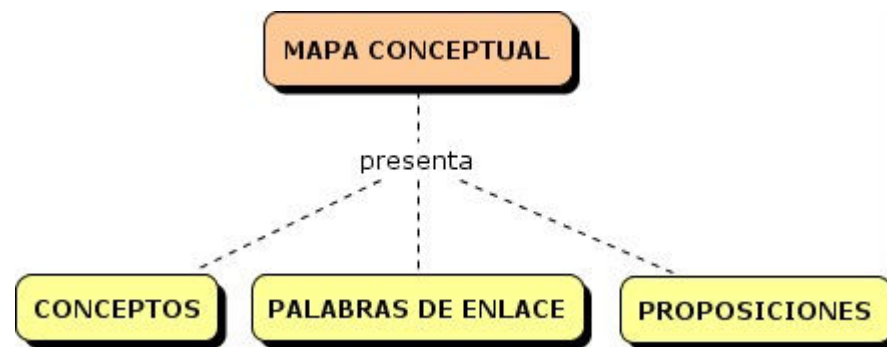 MAPA CONCEPTUAL
presenta
CONCEPTOS
PALABRAS DE ENLACE
PROPOSICIONES